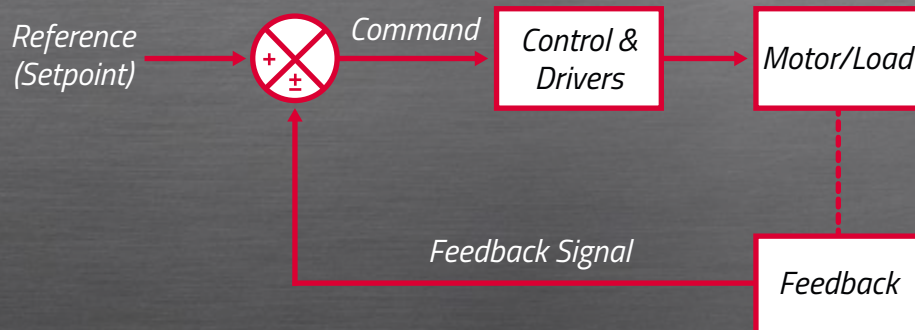 Reference
(Setpoint)
+
±
Command
Control &
Drivers
Motor/Load
Feedback Signal
Feedback